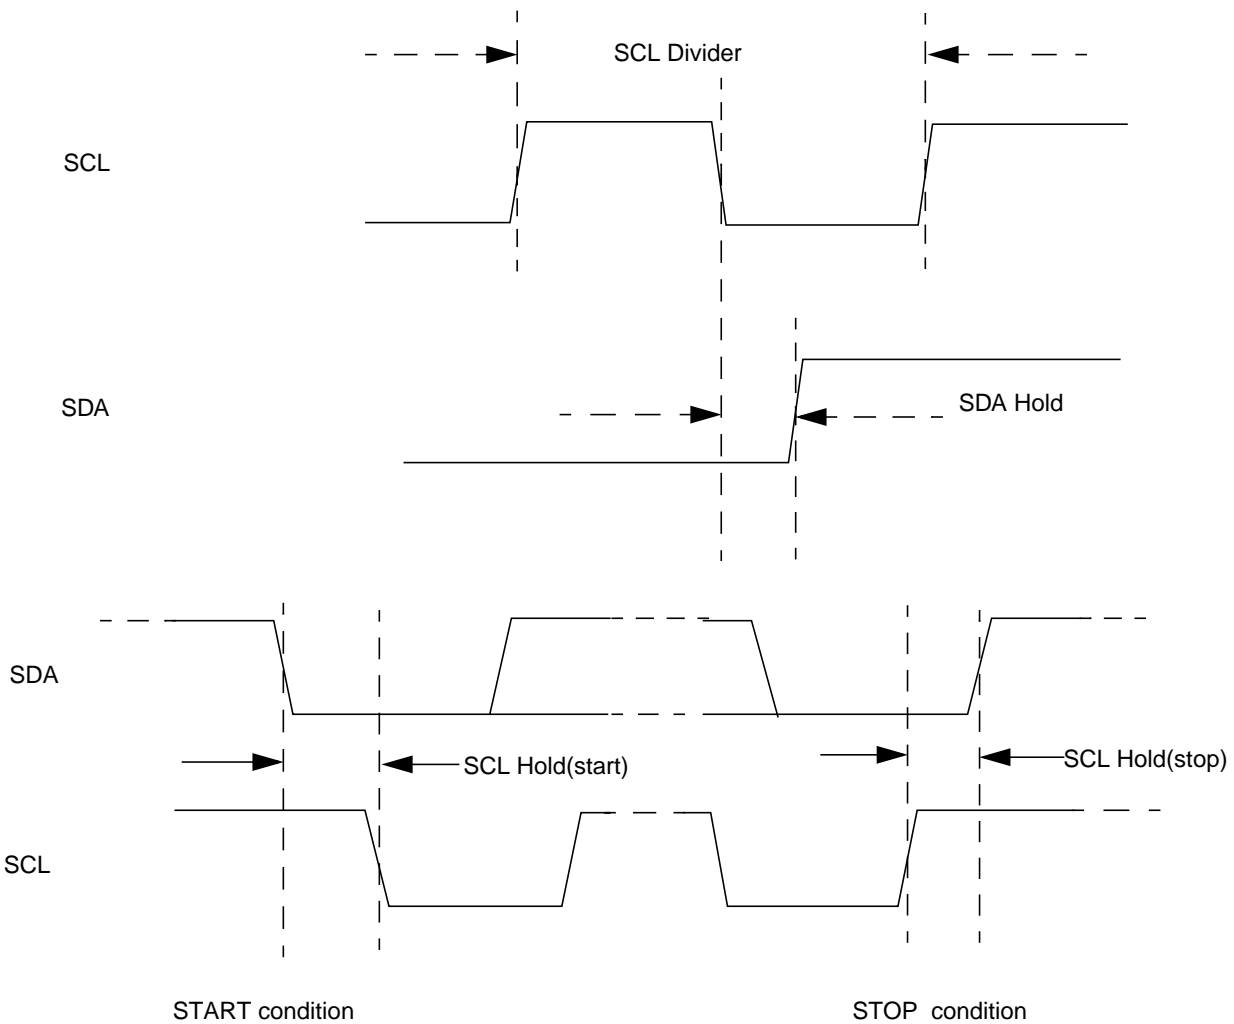 SCL Divider
SCL
SDA
SDA Hold
SDA
SCL Hold(start)
SCL Hold(stop)
SCL
START condition
STOP condition